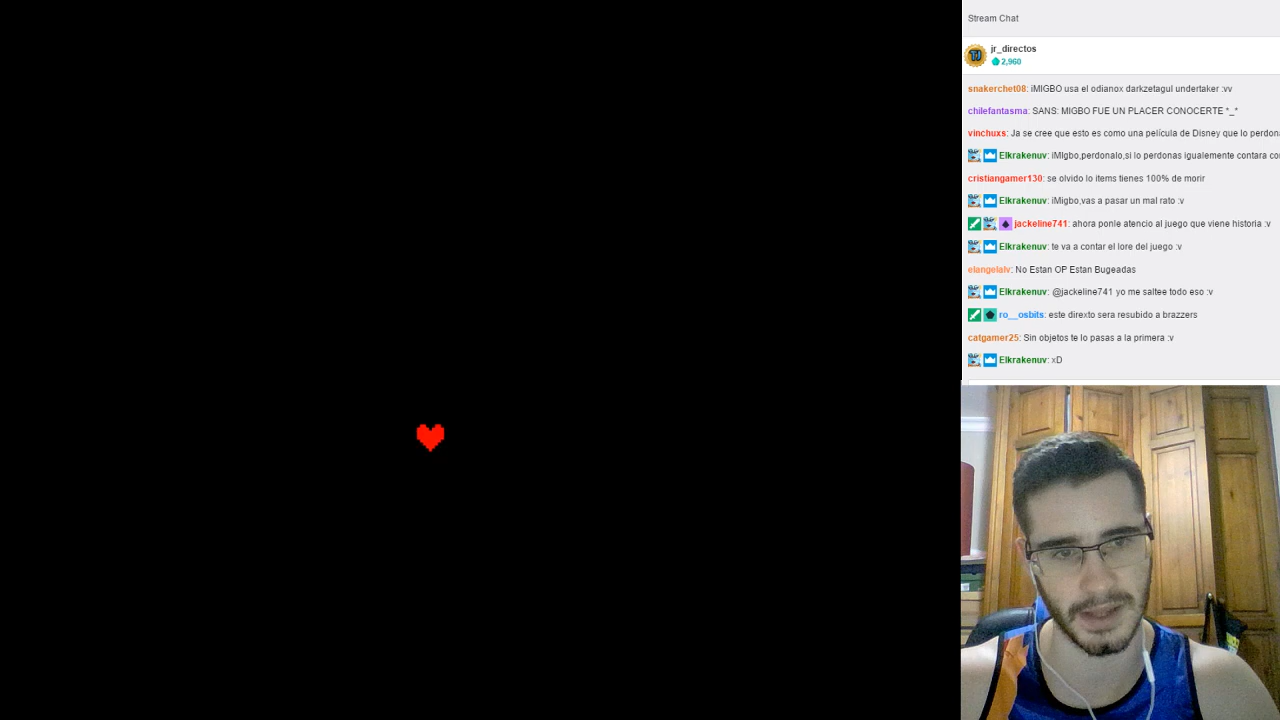 Stream Chat
jr_directos
2,960
snakerchet08: iMIGBO usa el odianox darkzetagul undertaker :vv
chilefantasma: SANS: MIGBO FUE UN PLACER CONOCERTE *_*
vinchuxs: Ja se cree que esto es como una película de Disney que lo perdon
Elkrakenuv: iMIgbo,perdonalo,si lo perdonas igualemente contara co
cristiangamer130: se olvido lo items tienes 100% de morir
Elkrakenuv: iMigbo,vas a pasar un mal rato :v
jackeline741: ahora ponle atencio al juego que viene historia :v
Elkrakenuv: te va a contar el lore del juego :v
elangelalv: No Estan OP Estan Bugeadas
Elkrakenuv: @jackeline741 yo me saltee todo eso :v
ro__osbits: este direxto sera resubido a brazzers
catgamer25: Sin objetos te lo pasas a la primera :v
Elkrakenuv: xD